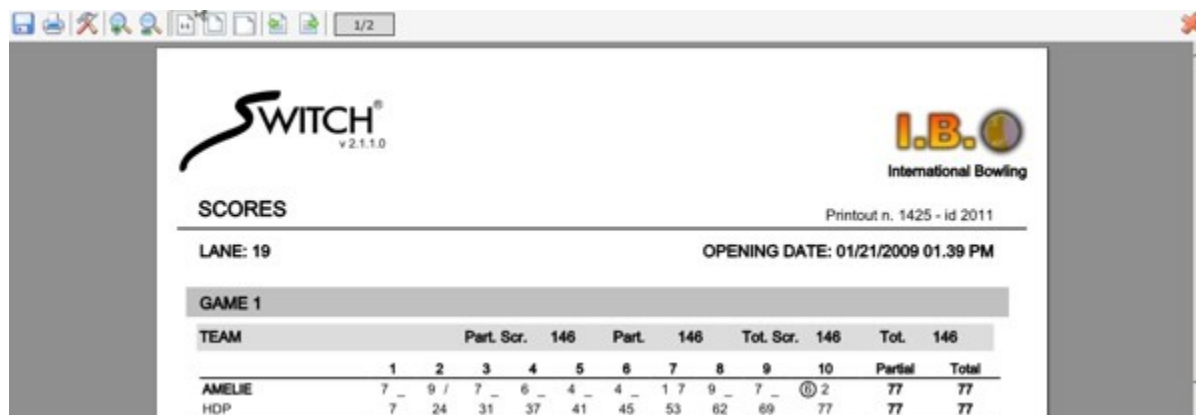 1/2
SWITCH®
v 2.1.1.0
I.B.
International Bowling
SCORES
Printout n. 1425 - id 2011
LANE: 19 OPENING DATE: 01/21/2009 01.39 PM
GAME 1
TEAM Part. Scr. 146 Part. 146 Tot. Scr. 146 Tot. 146
1 2 3 4 5 6 7 8 9 10 Partial Total
AMELIE 7 _ 9 / 7 _ 6 _ 4 _ 4 _ 1 7 9 _ 7 _ ⑥ 2 77 77
HDP 7 24 31 37 41 45 53 62 69 77 77 77